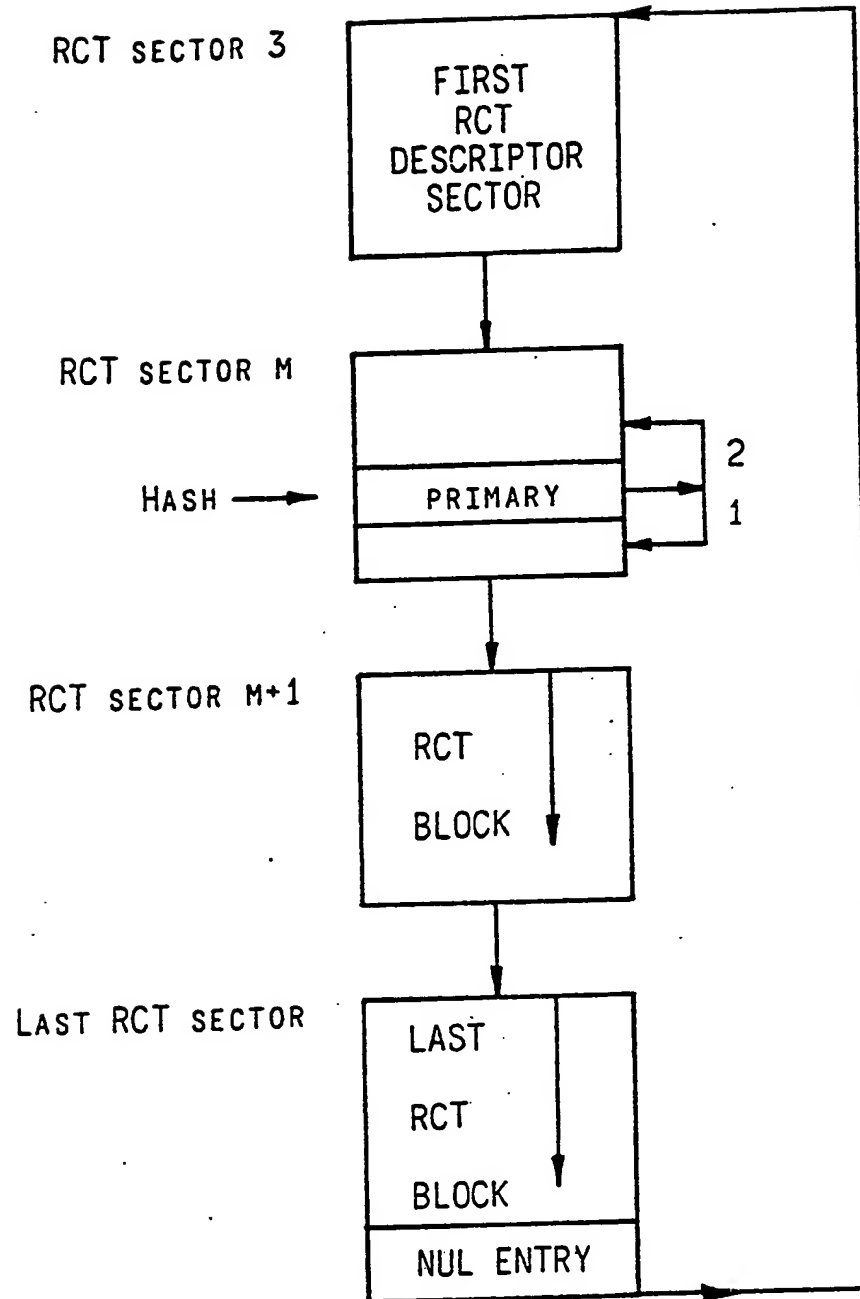 RCT SECTOR 3
FIRST
RCT
DESCRIPTOR
SECTOR
RCT SECTOR M
2
HASH
PRIMARY
1
RCT SECTOR M+1
RCT
BLOCK
LAST RCT SECTOR
LAST
RCT
BLOCK
NUL ENTRY